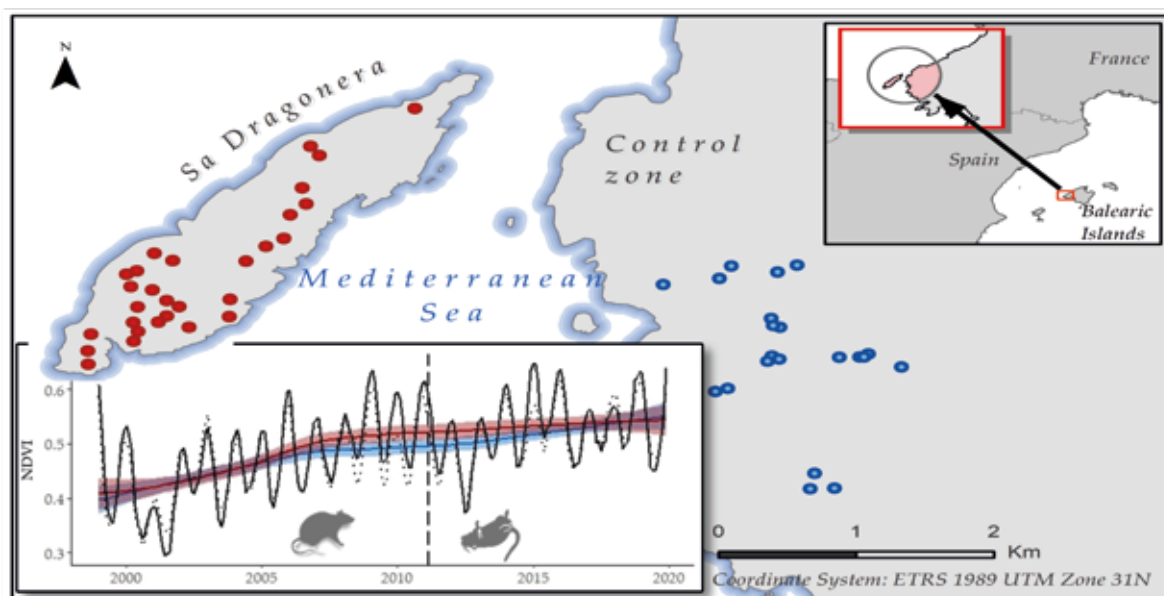 N
Sa Dragonera
Control
zone
Mediterranean
Sea
France
Spain
Balearic
Islands
NDVI
0.6
0.5
0.4
0.3
2000
2005
2010
2015
2020
0
1
2
Km
Coordinate System: ETRS 1989 UTM Zone 31N